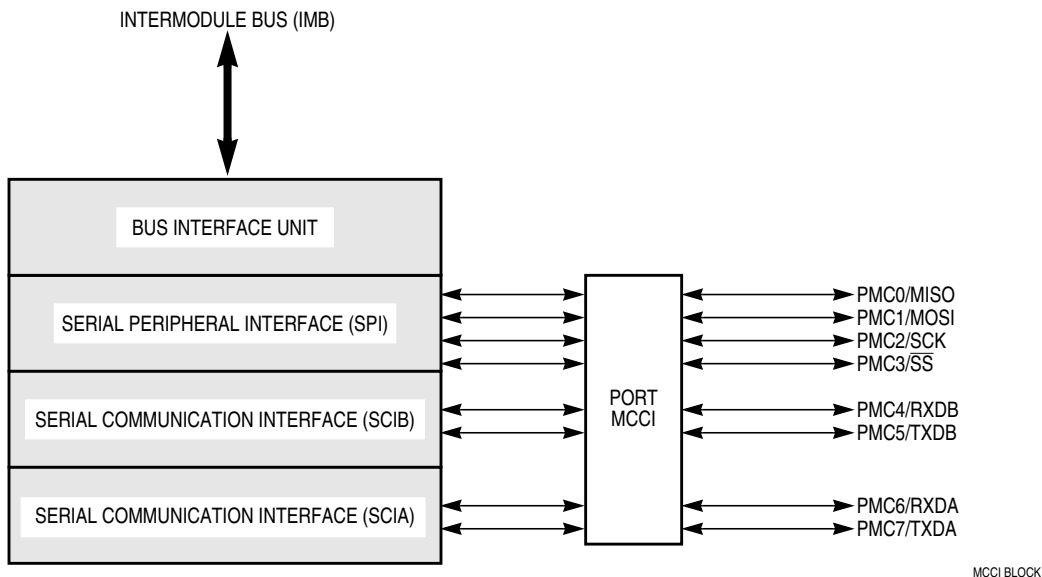 INTERMODULE BUS (IMB)
BUS INTERFACE UNIT
SERIAL PERIPHERAL INTERFACE (SPI)
SERIAL COMMUNICATION INTERFACE (SCIB)
SERIAL COMMUNICATION INTERFACE (SCIA)
PORT
MCCI
PMC0/MISO
PMC1/MOSI
PMC2/SCK
PMC3/S̅S̅
PMC4/RXDB
PMC5/TXDB
PMC6/RXDA
PMC7/TXDA
MCCI BLOCK